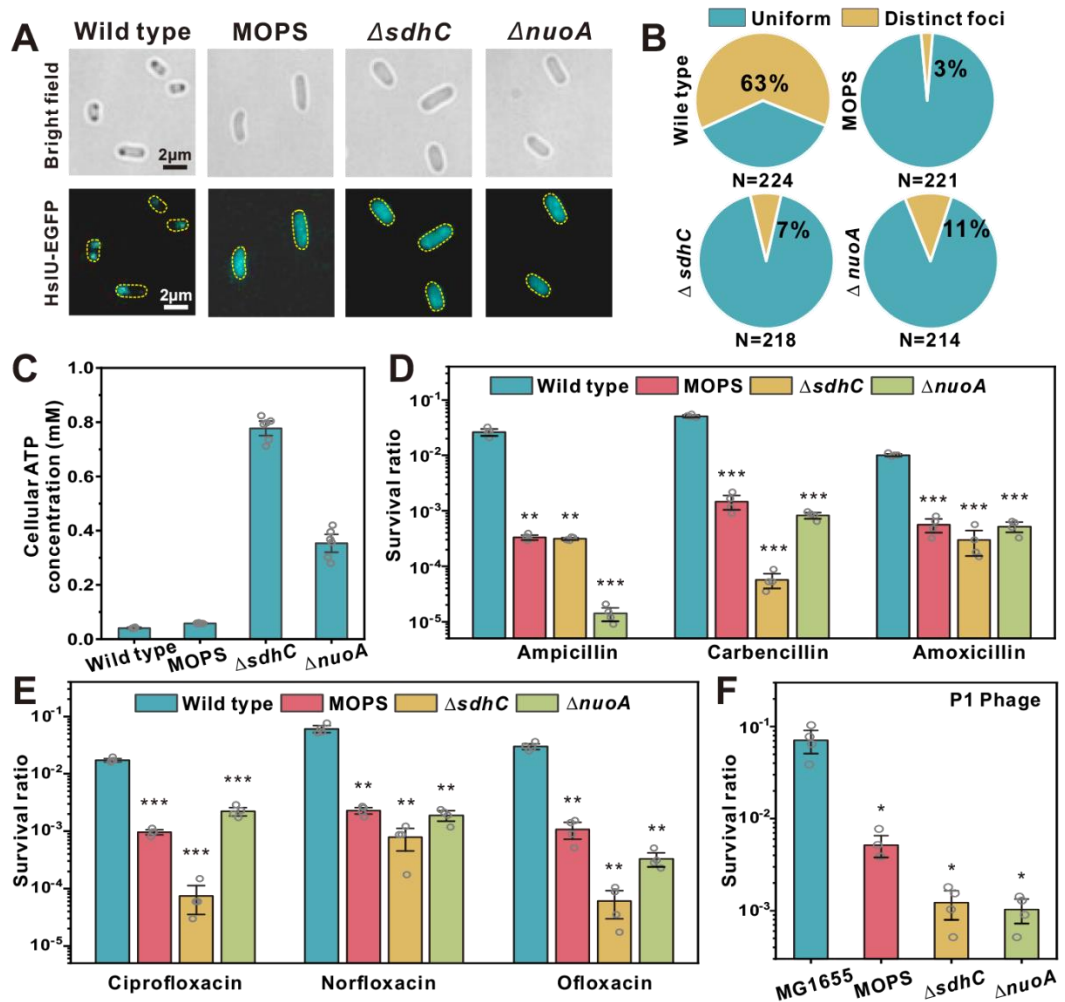 A
Wild type MOPS ΔsdhC ΔnuoA
Bright field
2μm
HslU-EGFP
2μm
B
Uniform Distinct foci
Wile type
63%
N=224
MOPS
3%
N=221
ΔsdhC
7%
N=218
ΔnuoA
11%
N=214
C
Cellular ATP
concentration (mM)
1.0
0.8
0.6
0.4
0.2
0.0
Wild type MOPS ΔsdhC ΔnuoA
D
Wild type MOPS ΔsdhC ΔnuoA
Survival ratio
10⁻¹
10⁻²
10⁻³
10⁻⁴
10⁻⁵
** ** ***
*** *** ***
*** *** ***
Ampicillin Carbencillin Amoxicillin
E
Wild type MOPS ΔsdhC ΔnuoA
Survival ratio
10⁻¹
10⁻²
10⁻³
10⁻⁴
10⁻⁵
*** *** ***
** ** **
** ** **
Ciprofloxacin Norfloxacin Ofloxacin
F
P1 Phage
Survival ratio
10⁻¹
10⁻²
10⁻³
* * *
MG1655 MOPS ΔsdhC ΔnuoA